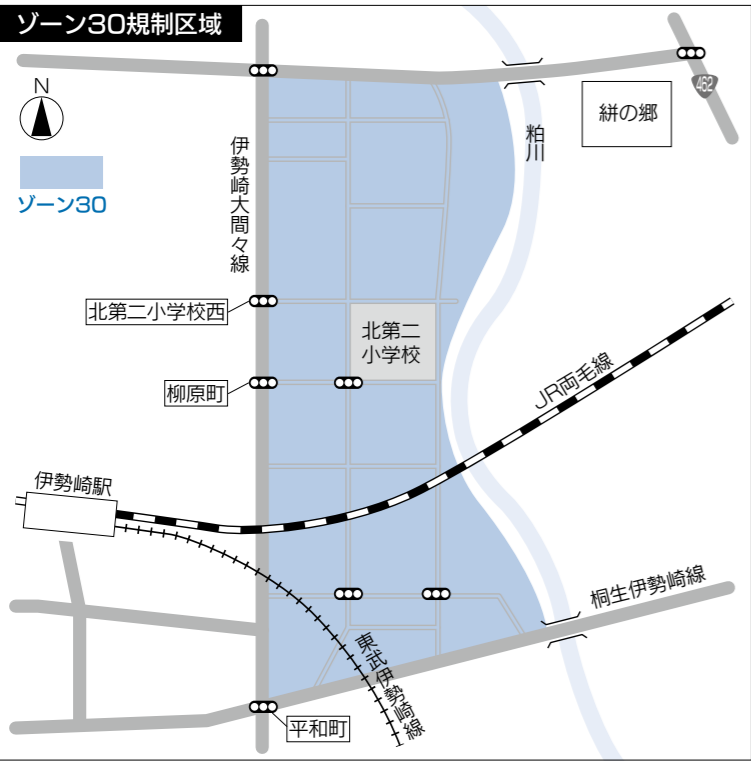 ゾーン30規制区域
462
N
絣の郷
粕川
伊勢崎大間々線
ゾーン30
北第二小学校西
北第二
小学校
柳原町
JR両毛線
伊勢崎駅
桐生伊勢崎線
東武伊勢崎線
平和町